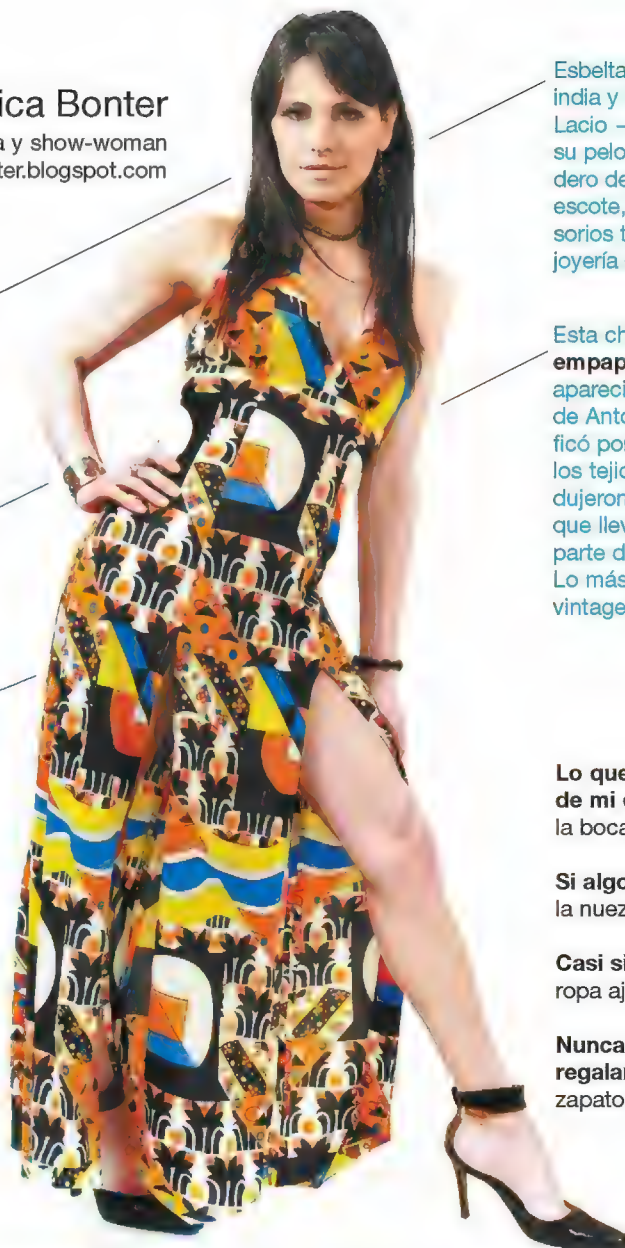 ica Bonter
a y show-woman
ter.blogspot.com
Esbelta
india y
Lacio –
su pelo
dero de
escote,
sorios t
joyería
Esta ch
empap
apareci
de Anto
ficó por
los tejid
dujeron
que llev
parte d
Lo más
vintage
Lo que
de mi c
la boca
Si algo
la nuez
Casi si
ropa aj
Nunca
regalar
zapato